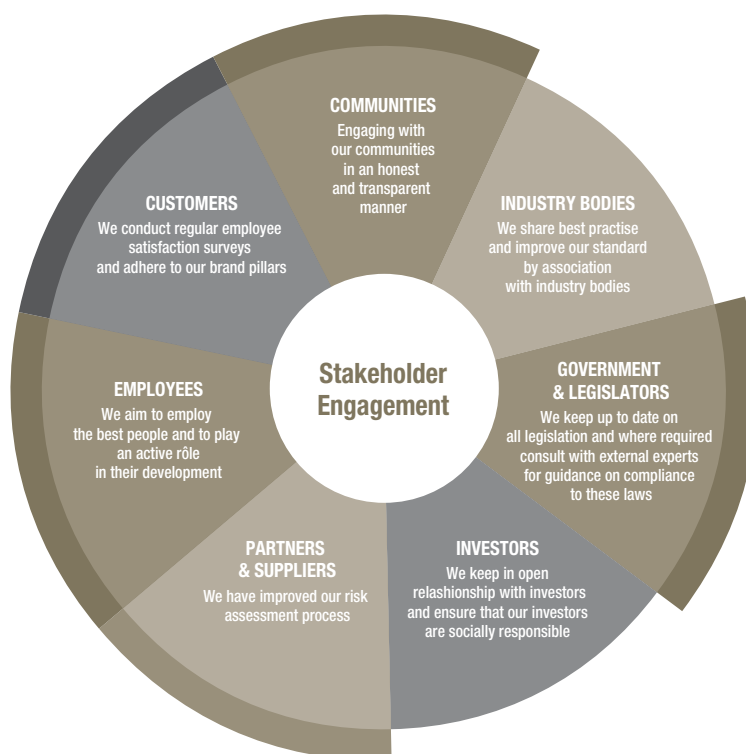 COMMUNITIES
Engaging with
our communities
in an honest
and transparent
manner
INDUSTRY BODIES
We share best practise
and improve our standard
by association
with industry bodies
GOVERNMENT
& LEGISLATORS
We keep up to date on
all legislation and where required
consult with external experts
for guidance on compliance
to these laws
INVESTORS
We keep in open
relashionship with investors
and ensure that our investors
are socially responsible
PARTNERS
& SUPPLIERS
We have improved our risk
assessment process
EMPLOYEES
We aim to employ
the best people and to play
an active rôle
in their development
CUSTOMERS
We conduct regular employee
satisfaction surveys
and adhere to our brand pillars
Stakeholder
Engagement